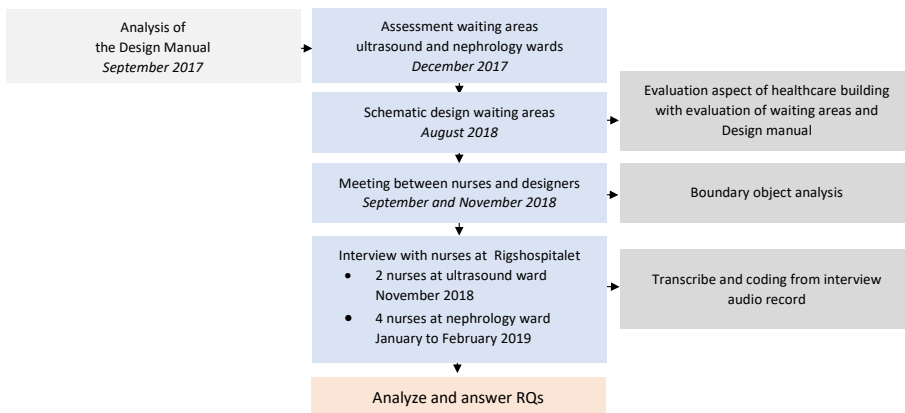 Analysis of
the Design Manual
September 2017
Assessment waiting areas
ultrasound and nephrology wards
December 2017
Schematic design waiting areas
August 2018
Evaluation aspect of healthcare building
with evaluation of waiting areas and
Design manual
Meeting between nurses and designers
September and November 2018
Boundary object analysis
Interview with nurses at Rigshospitalet
• 2 nurses at ultrasound ward
November 2018
• 4 nurses at nephrology ward
January to February 2019
Transcribe and coding from interview
audio record
Analyze and answer RQs